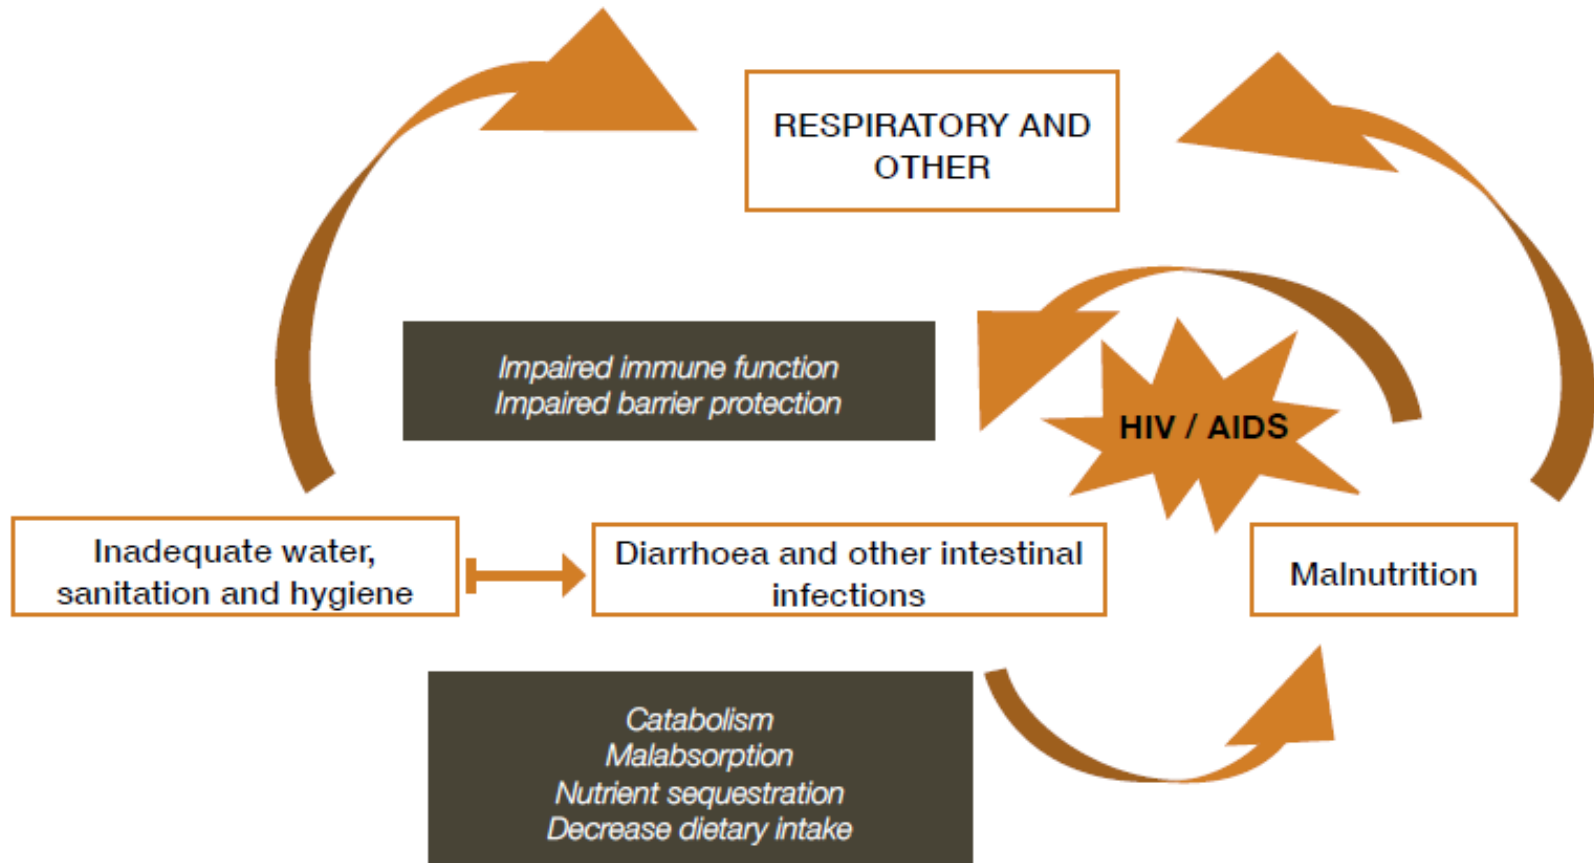 RESPIRATORY AND
OTHER
Impaired immune function
Impaired barrier protection
HIV / AIDS
Inadequate water,
sanitation and hygiene
Diarrhoea and other intestinal
infections
Malnutrition
Catabolism
Malabsorption
Nutrient sequestration
Decrease dietary intake